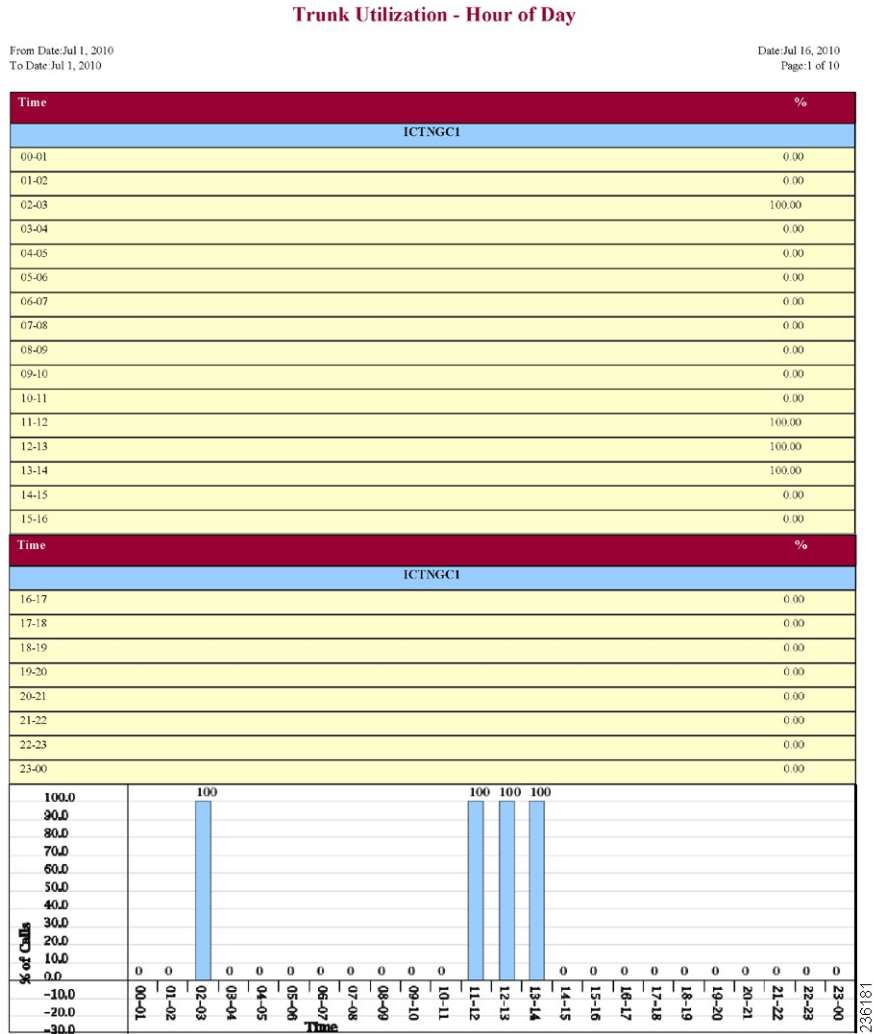 Trunk Utilization - Hour of Day
From Date:Jul 1, 2010
Date:Jul 16, 2010
To Date:Jul 1, 2010
Page:1 of 10
Time %
ICTNGC1
00-01 0.00
01-02 0.00
02-03 100.00
03-04 0.00
04-05 0.00
05-06 0.00
06-07 0.00
07-08 0.00
08-09 0.00
09-10 0.00
10-11 0.00
11-12 100.00
12-13 100.00
13-14 100.00
14-15 0.00
15-16 0.00
Time %
ICTNGC1
16-17 0.00
17-18 0.00
18-19 0.00
19-20 0.00
20-21 0.00
21-22 0.00
22-23 0.00
23-00 0.00
100 100 100 100
100.0
90.0
80.0
70.0
60.0
50.0
40.0
30.0
20.0
10.0
0.0
-10.0
-20.0
-30.0
% of Calls
0 0 0 0 0 0 0 0 0 0 0 0 0 0 0 0 0 0 0 0
00-01 01-02 02-03 03-04 04-05 05-06 06-07 07-08 08-09 09-10 10-11 11-12 12-13 13-14 14-15 15-16 16-17 17-18 18-19 19-20 20-21 21-22 22-23 23-00
Time
236181